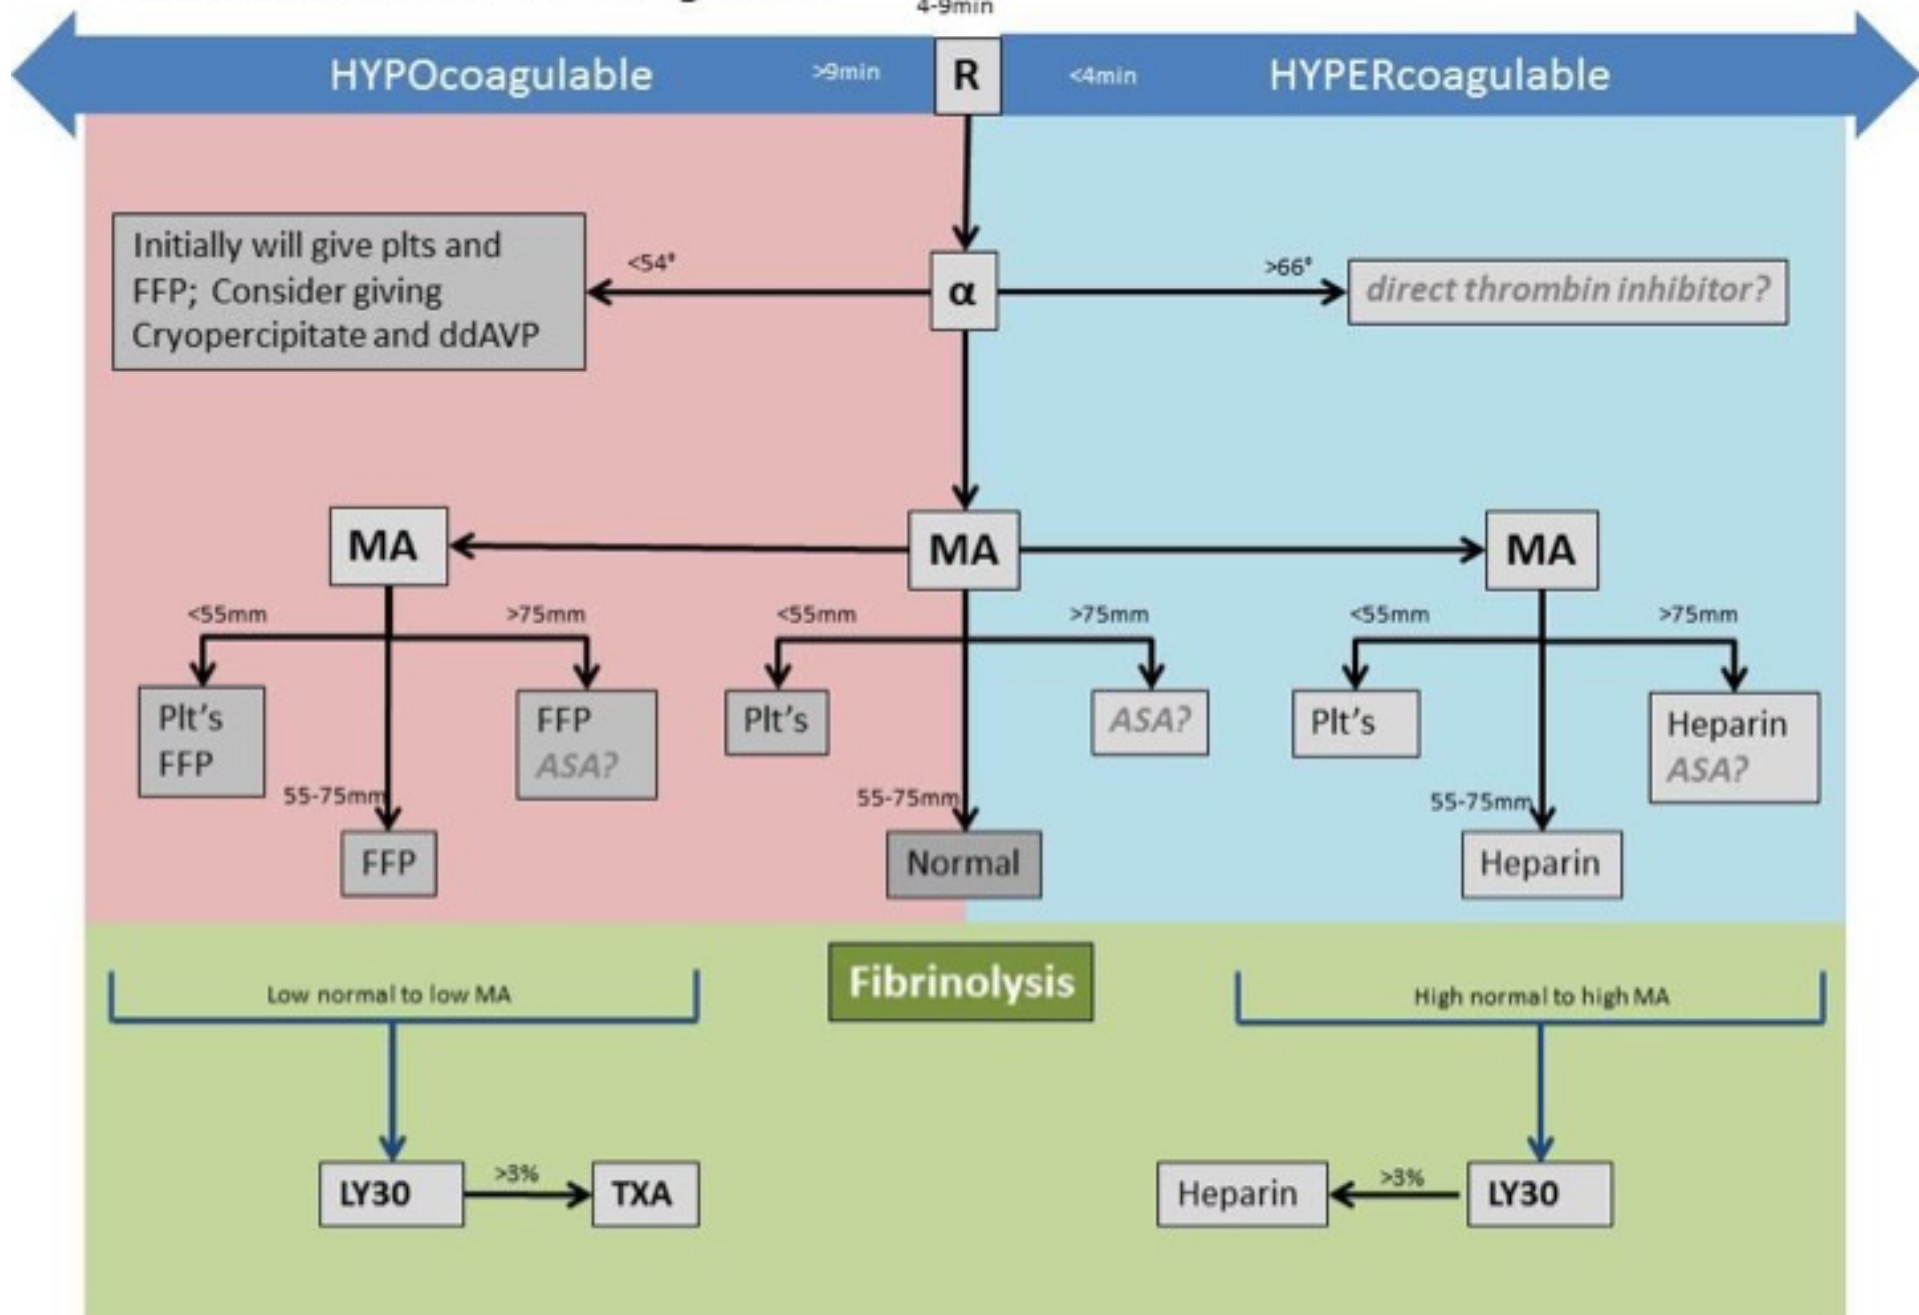 4-9min
HYPOcoagulable
>9min
R
<4min
HYPERcoagulable
Initially will give plts and
FFP; Consider giving
Cryopercipitate and ddAVP
<54°
α
>66°
direct thrombin inhibitor?
MA
MA
MA
<55mm
>75mm
<55mm
>75mm
<55mm
>75mm
Plt's
FFP
FFP
ASA?
Plt's
ASA?
Plt's
Heparin
ASA?
55-75mm
55-75mm
55-75mm
FFP
Normal
Heparin
Fibrinolysis
Low normal to low MA
High normal to high MA
LY30
>3%
TXA
Heparin
>3%
LY30